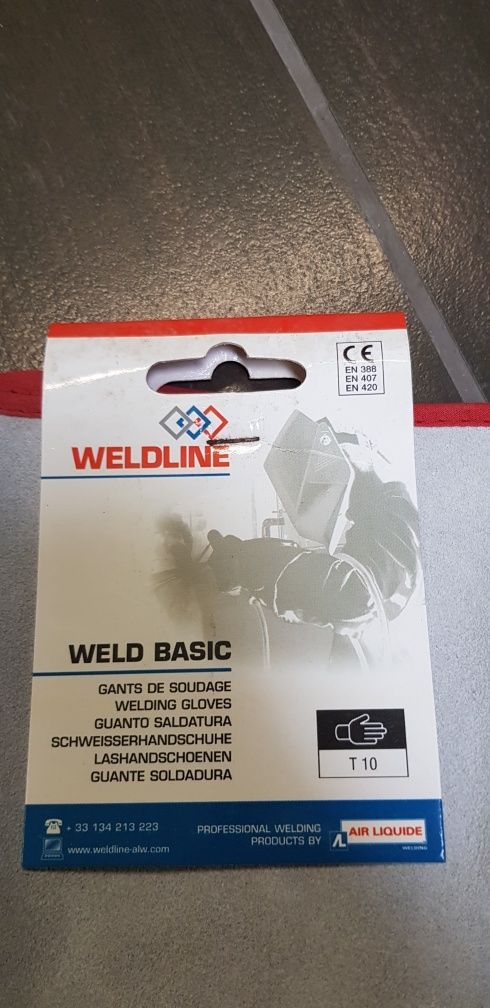 CE
EN 388
EN 407
EN 420
WELDLINE
WELD BASIC
GANTS DE SOUDAGE
WELDING GLOVES
GUANTO SALDATURA
SCHWEISSERHANDSCHUHE
LASHANDSCHOENEN
GUANTE SOLDADURA
T 10
+ 33 134 213 223
www.weldline-alw.com
PROFESSIONAL WELDING
PRODUCTS BY
AL AIR LIQUIDE
WELDING